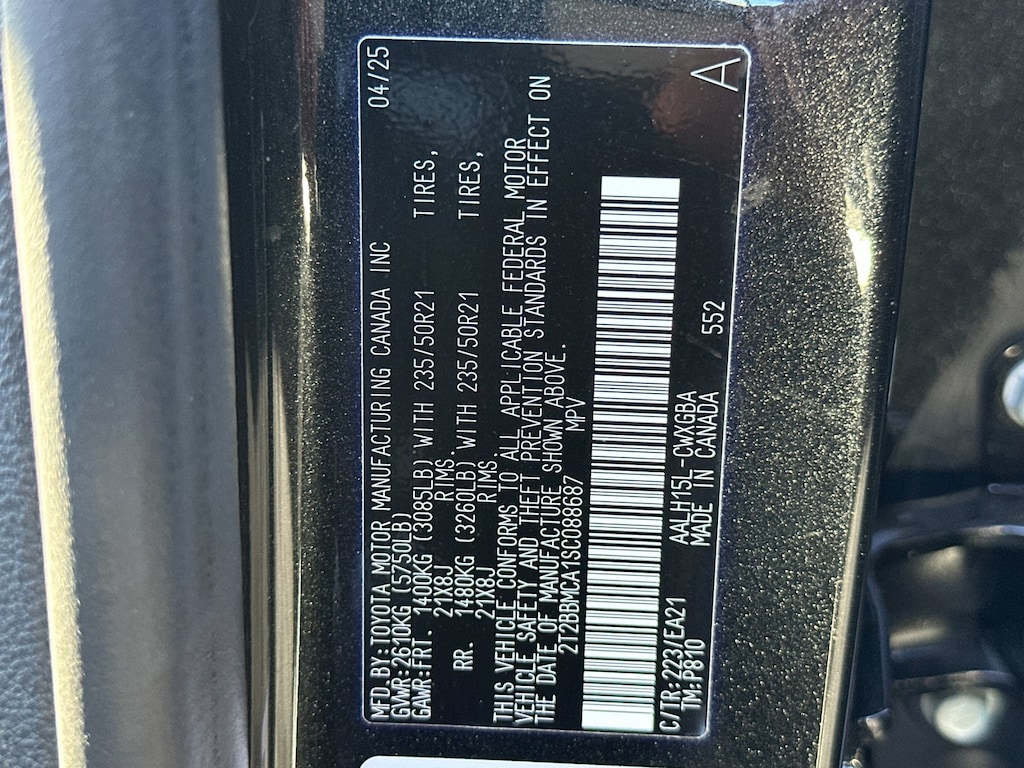 MFD.BY:TOYOTA MOTOR MANUFACTURING CANADA INC 04/25
GVWR:2610KG (5750LB)
GAWR:FRT. 1400KG (3085LB) WITH 235/50R21 TIRES,
21X8J RIMS.
RR. 1480KG (3260LB) WITH 235/50R21 TIRES,
21X8J RIMS
THIS VEHICLE CONFORMS TO ALL APPLICABLE FEDERAL MOTOR
VEHICLE SAFETY AND THEFT PREVENTION STANDARDS IN EFFECT ON
THE DATE OF MANUFACTURE SHOWN ABOVE.
2T2BBMCA1SC088687 MPV
C/TR:223/EA21 AALH15L-CWXGBA
TM:P810 MADE IN CANADA 552
A